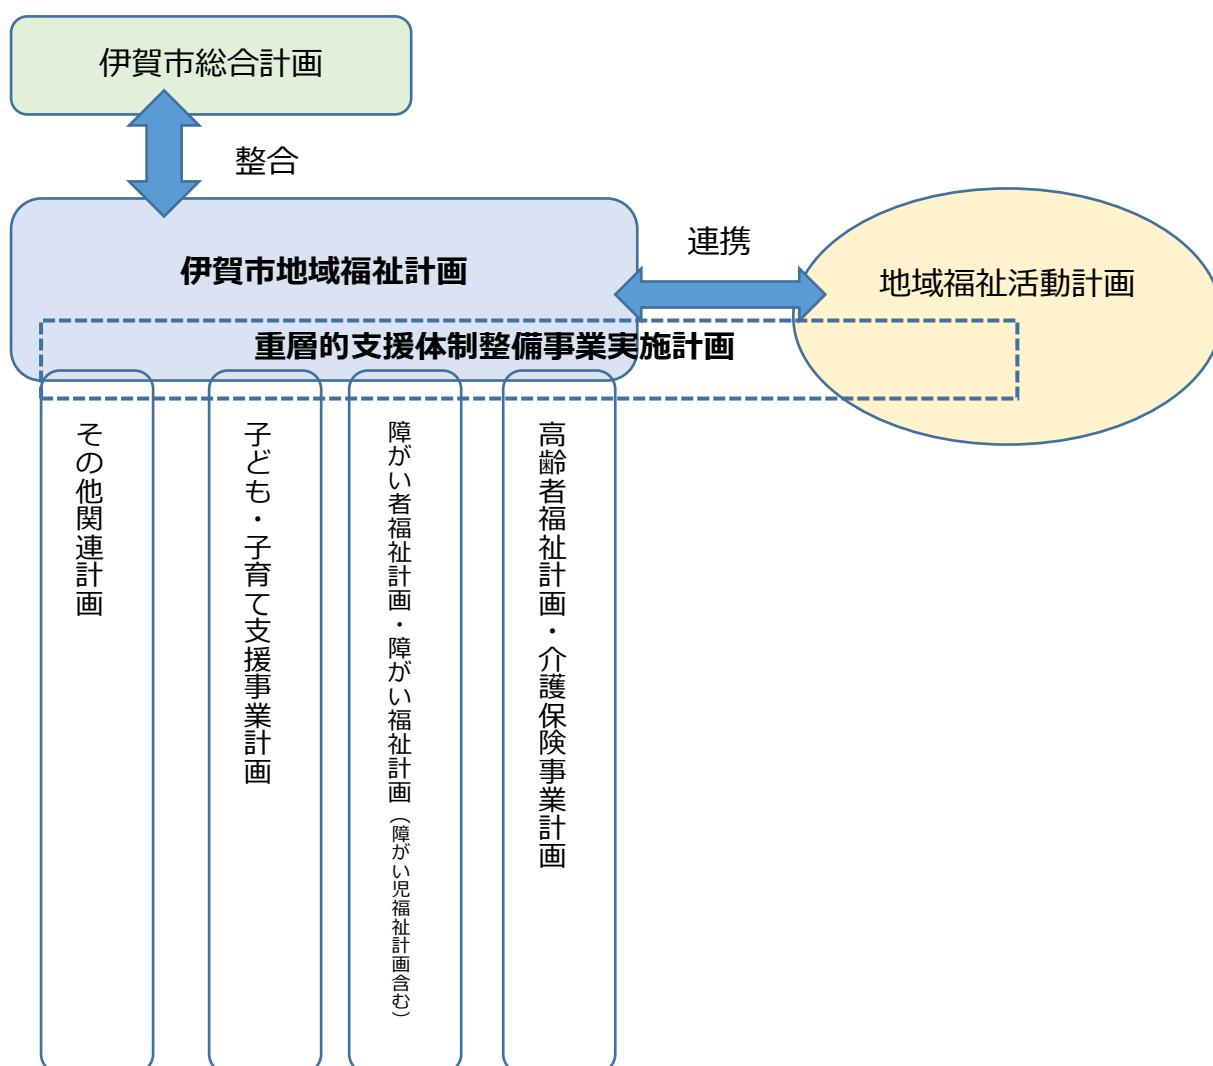 伊賀市総合計画
整合
伊賀市地域福祉計画
連携
地域福祉活動計画
重層的支援体制整備事業実施計画
高齢者福祉計画・介護保険事業計画
障がい者福祉計画・障がい福祉計画（障がい児福祉計画含む）
子ども・子育て支援事業計画
その他関連計画